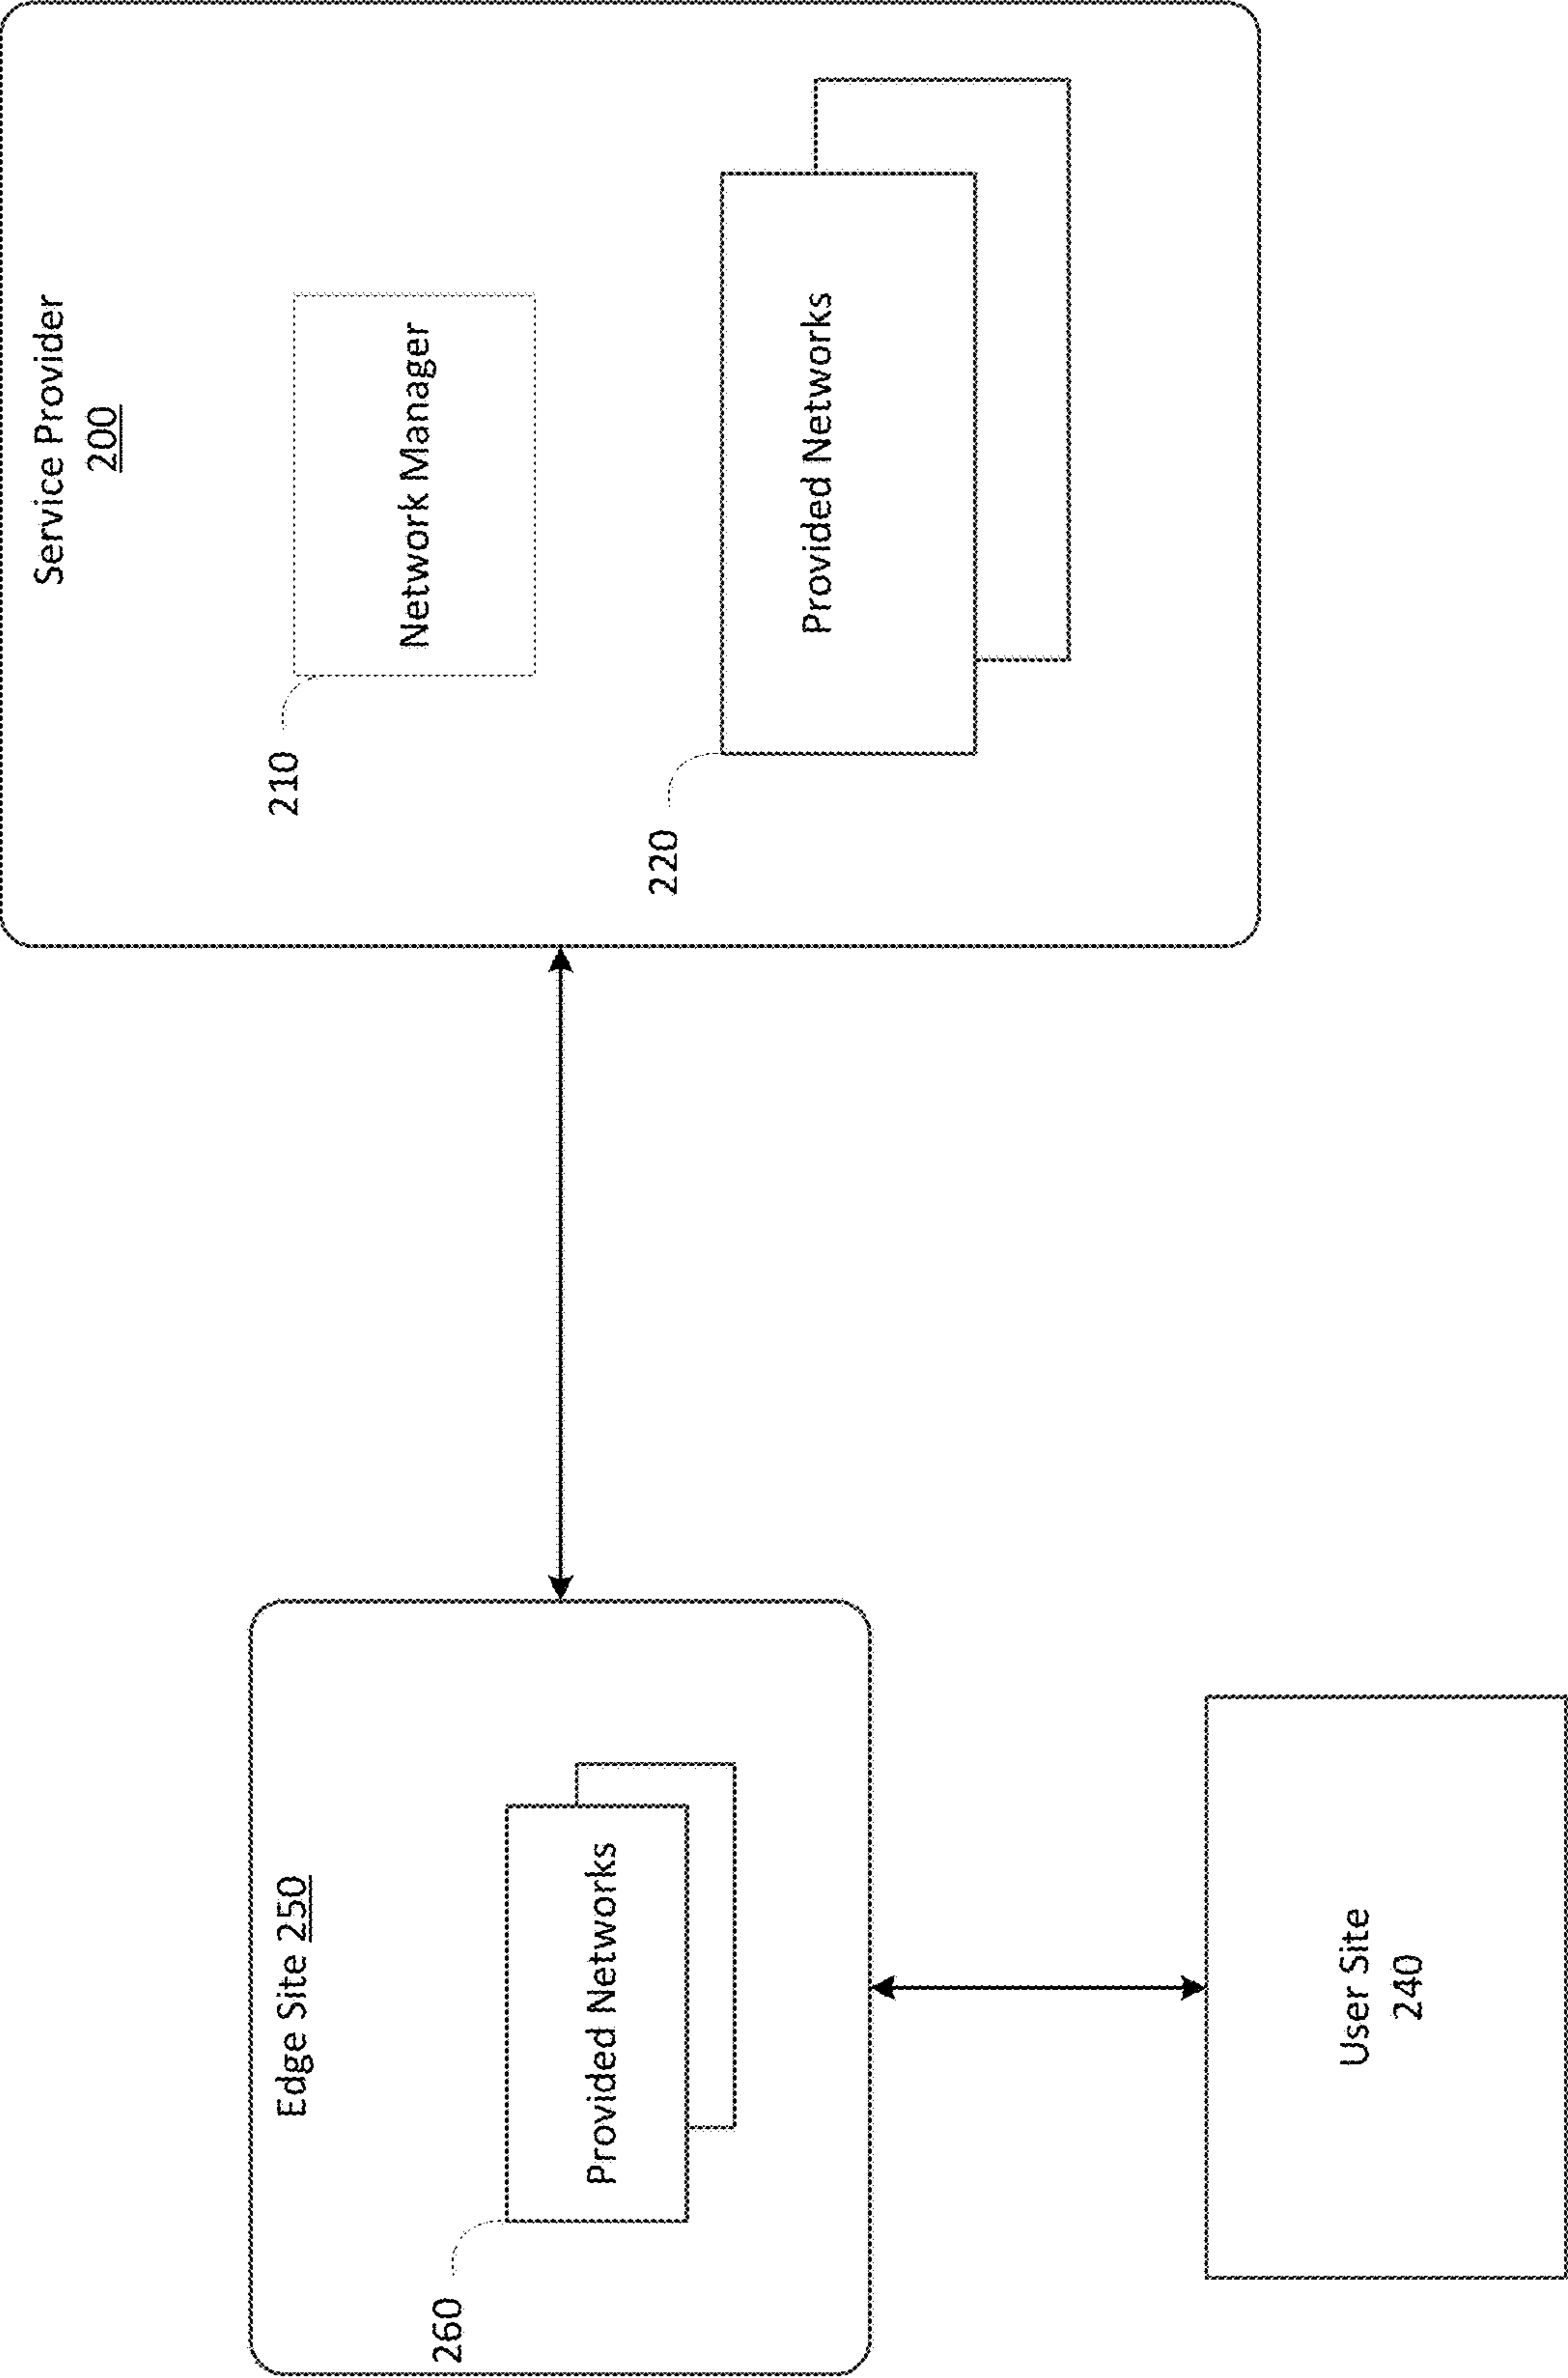 Edge Site 250
260
Provided Networks
User Site
240
Service Provider
200
210
Network Manager
220
Provided Networks